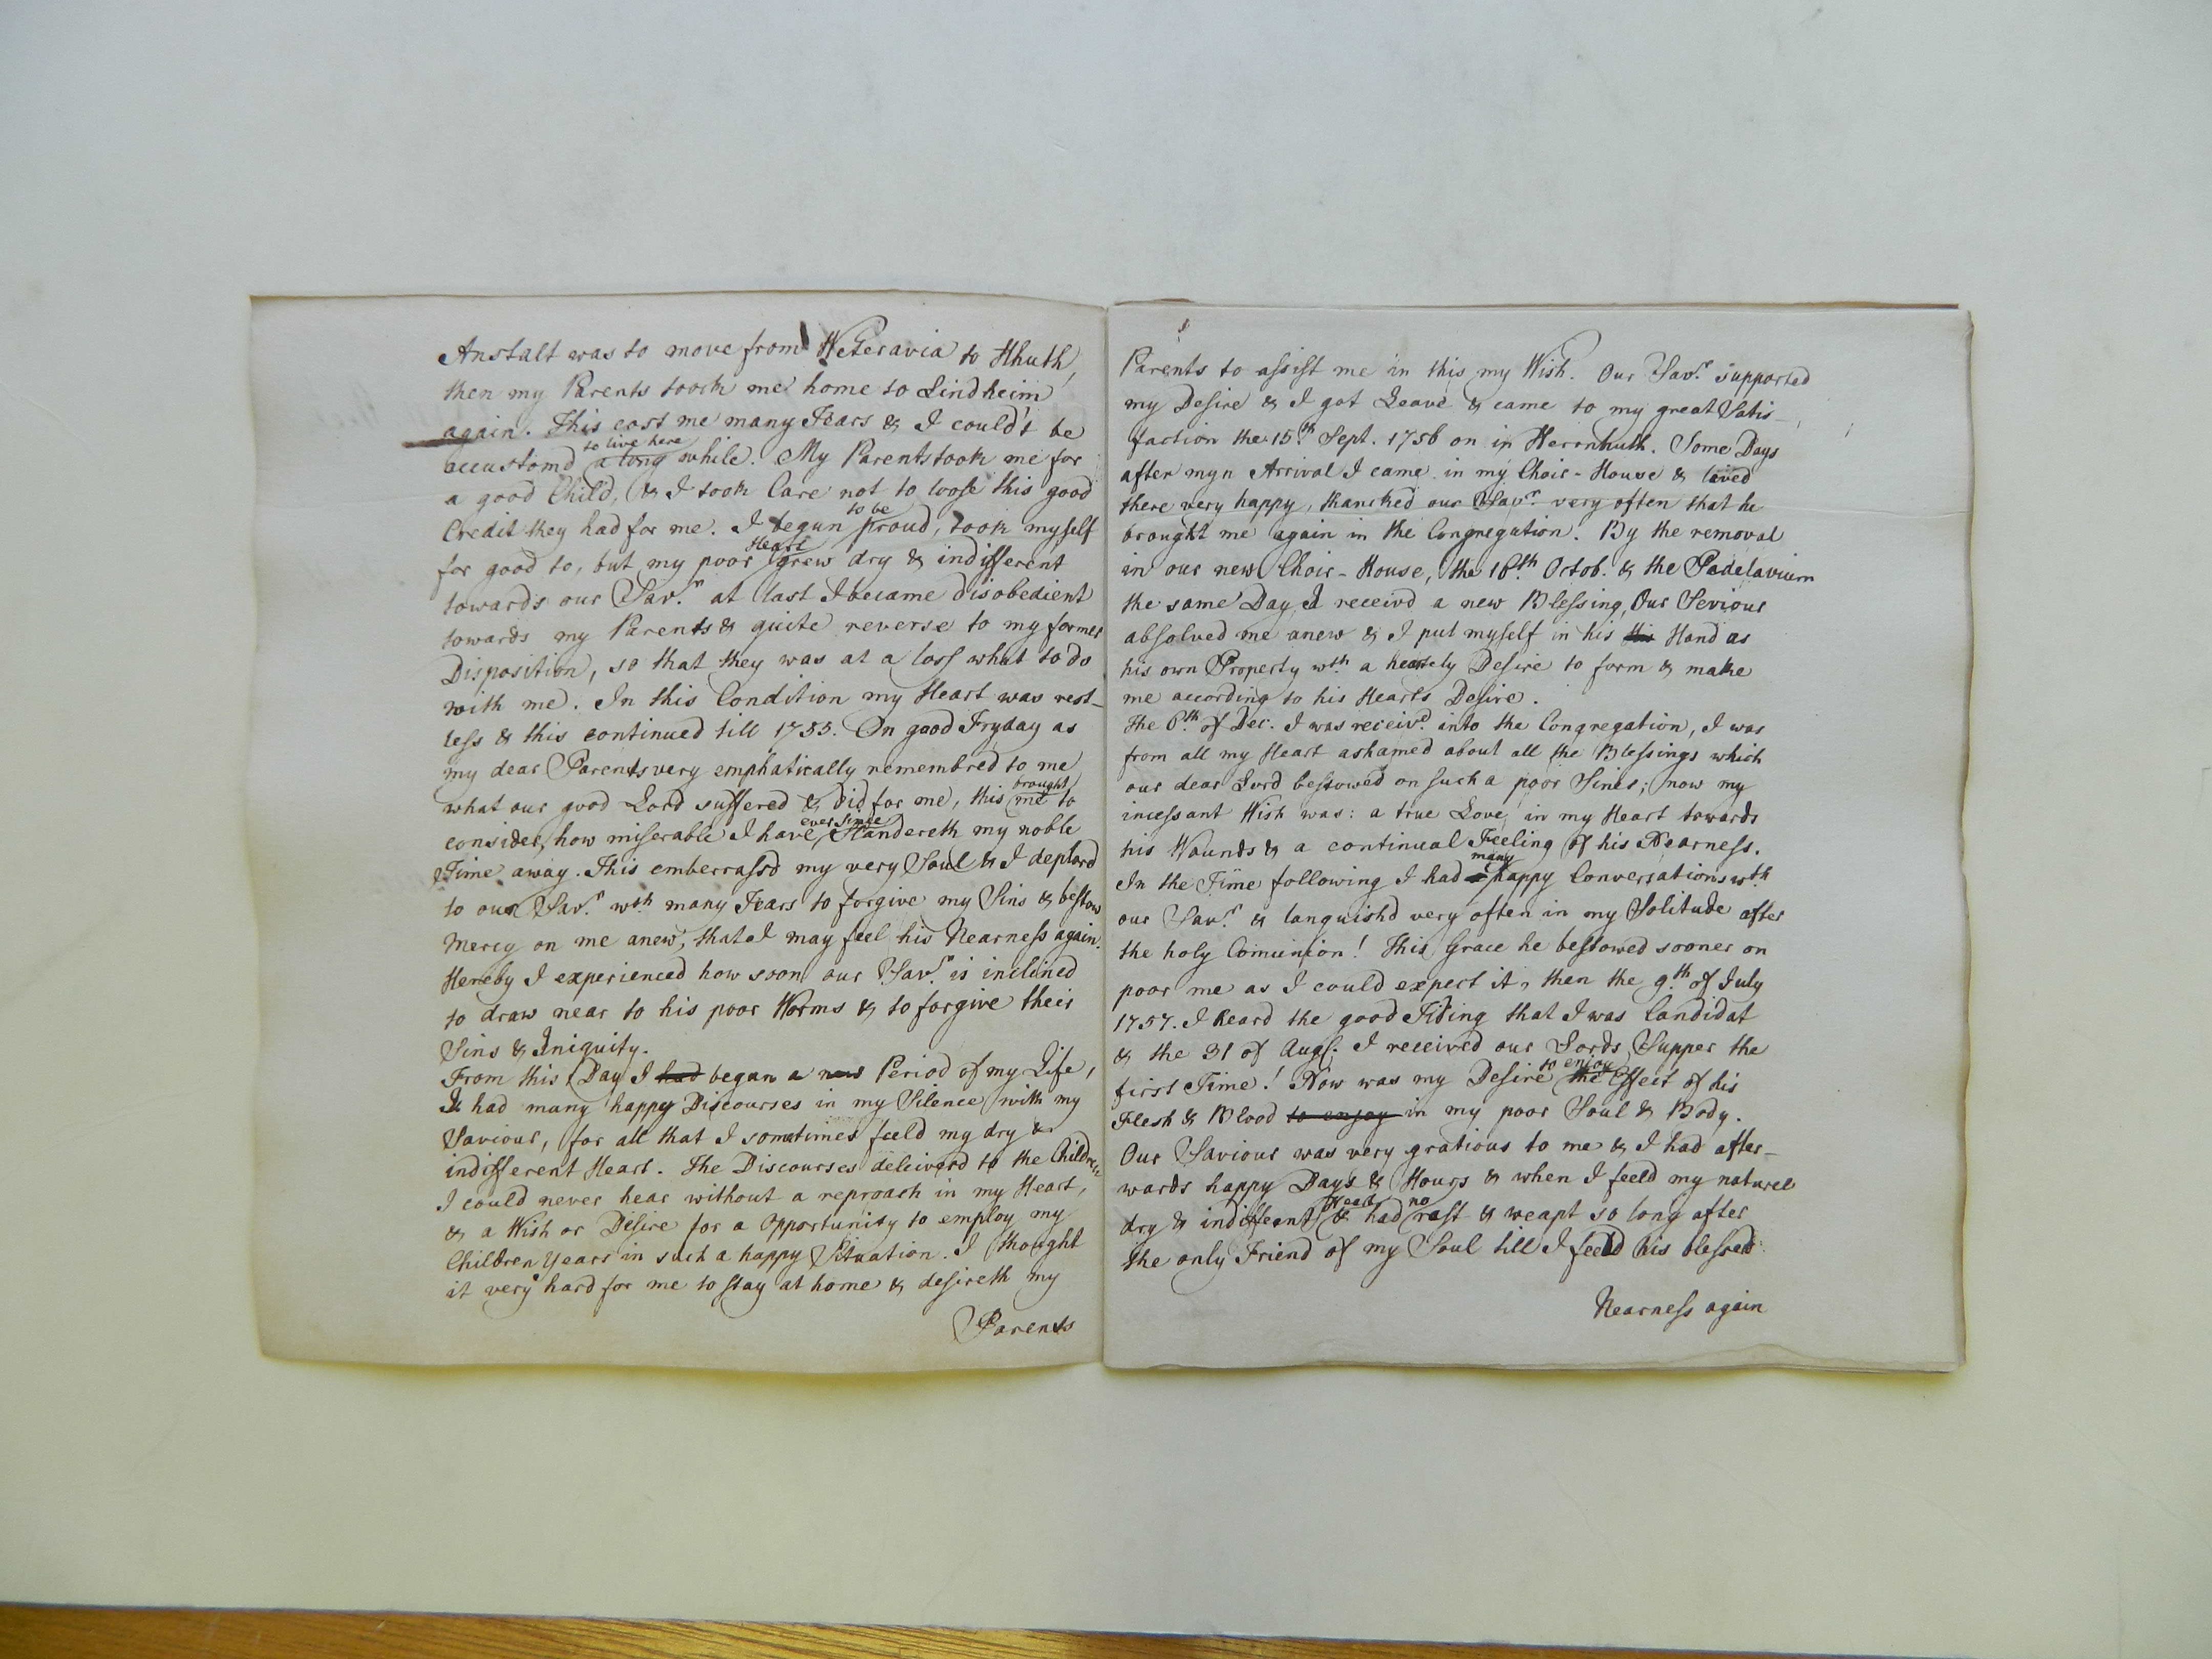 Anstalt was to move from Weteravia to Hhuth,
then my Parents toock me home to Lindheim
again. This cost me many Tears & I could't be
to live here
accustomd a long while. My Parents took me for
a good Child, & I took Care not to loose this good
to be
Credit they had for me. I begun proud, took myself
Heart
for good to, but my poor grew dry & indifferent
towards our Savr. at last I became disobedient
towards my Parents & quite reverse to my former
Disposition, so that they was at a loss what to do
with me. In this Condition my Heart was rest-
less & this continued till 1755. On good Fryday as
my dear Parents very emphatically remembred to me
brought
what our good Lord suffered & did for me, this me to
ever since
consider, how miserable I have my noble
Time away. This emberrassd my very Soul & I deplord
to our Savr. wth many Tears to forgive my Sins & bestow
Mercy on me anew, that I may feel his Nearness again.
Hereby I experienced how soon our Savr. is inclined
to draw near to his poor Worms & to forgive their
Sins & Iniquity.
From this Day I had began a new Period of my Life,
I had many happy Discourses in my Silence with my
Saviour, for all that I sometimes feeld my dry &
indifferent Heart. The Discourses deliverd to the Children
I could never hear without a reproach in my Heart,
& a Wish or Desire for a Opportunity to employ my
Children Years in such a happy Situation. I thought
it very hard for me to stay at home & desireth my
Parents
Parents to assist me in this my Wish. Our Savr. supported
my Desire & I got Leave & came to my great Satis-
faction the 15th Sept. 1756 on in Herrnhuth. Some Days
after myn Arrival I came in my Choir-House & lived
there very happy, thancked our Savr. very often that he
brought me again in the Congregation. By the removal
in our new Choir-House, the 16th Octob. & the Pedelavium
the same Day I receivd a new Blessing, Our Seviour
absolved me anew & I put myself in his Hand as
his own Property wth a heartely Desire to form & make
me according to his Hearts Desire.
The 6th of Dec. I was receivd into the Congregation, I was
from all my Heart ashamed about all the Blessings which
our dear Lord bestowed on such a poor Siner; now my
incessant Wish was: a true Love in my Heart towards
his Wounds & a continual Feeling of his Nearness.
many
In the Time following I had happy Conversations wth
our Savr. & languishd very often in my Solitude after
the holy Comunion! This Grace he bestowed sooner on
poor me as I could expect it, then the 9th of July
1757. I heard the good Tiding that I was Candidat
& the 31 of Augs. I received our Lords Supper the
to enjoy
first Time! Now was my Desire the Effect of his
Flesh & Blood to enjoy in my poor Soul & Body.
Our Saviour was very gratious to me & I had after-
wards happy Days & Hours & when I feeld my naturel
Heart no
dry & indiffeent & had rast & weapt so long after
the only Friend of my Soul till I feeld his blessed
Nearness again